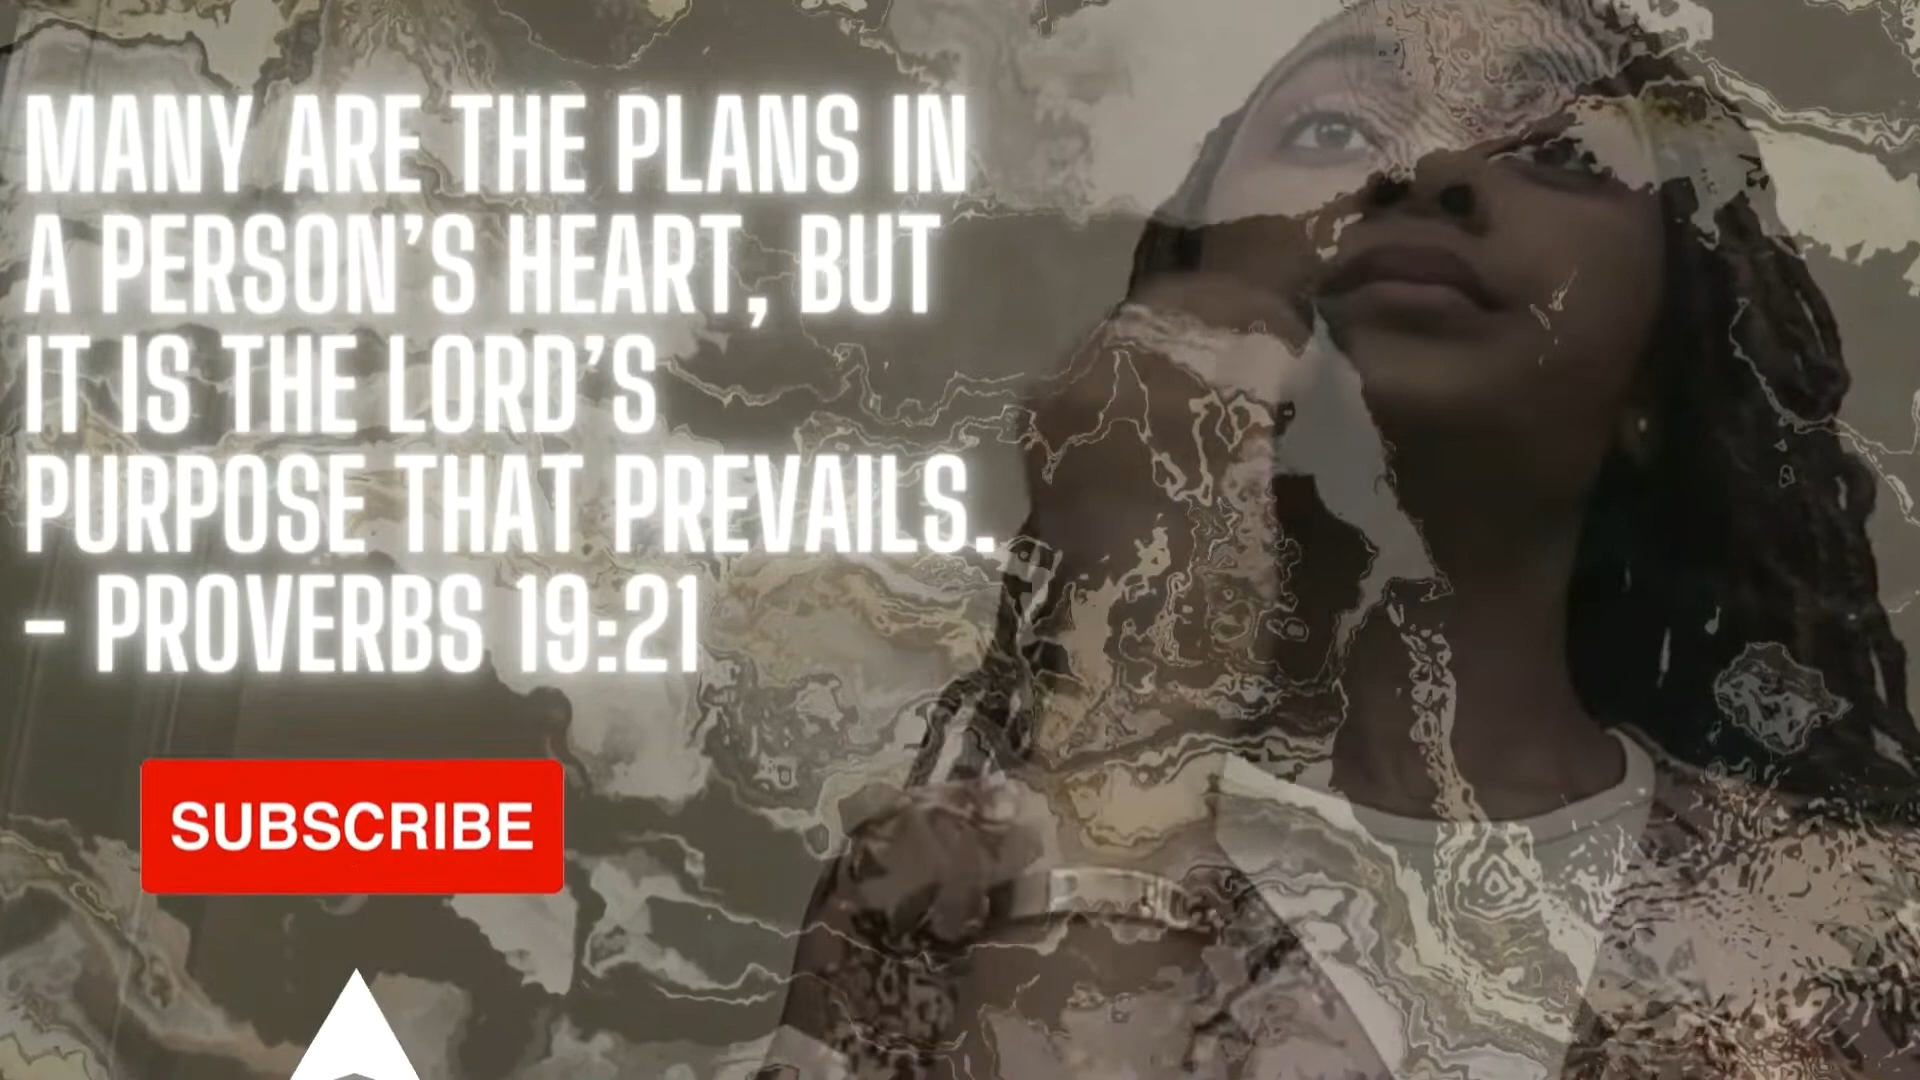 MANY ARE THE PLANS IN
A PERSON’S HEART, BUT
IT IS THE LORD’S
PURPOSE THAT PREVAILS.
- PROVERBS 19:21
SUBSCRIBE